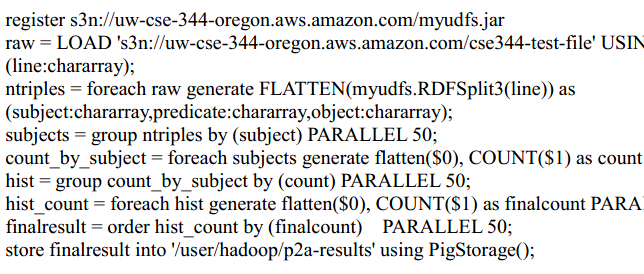 register s3n://uw-cse-344-oregon.aws.amazon.com/myudfs.jar
raw = LOAD 's3n://uw-cse-344-oregon.aws.amazon.com/cse344-test-file' USIN
(line:chararray);
ntriples = foreach raw generate FLATTEN(myudfs.RDFSplit3(line)) as
(subject:chararray,predicate:chararray,object:chararray);
subjects = group ntriples by (subject) PARALLEL 50;
count_by_subject = foreach subjects generate flatten($0), COUNT($1) as count
hist = group count_by_subject by (count) PARALLEL 50;
hist_count = foreach hist generate flatten($0), COUNT($1) as finalcount PARA
finalresult = order hist_count by (finalcount)    PARALLEL 50;
store finalresult into '/user/hadoop/p2a-results' using PigStorage();